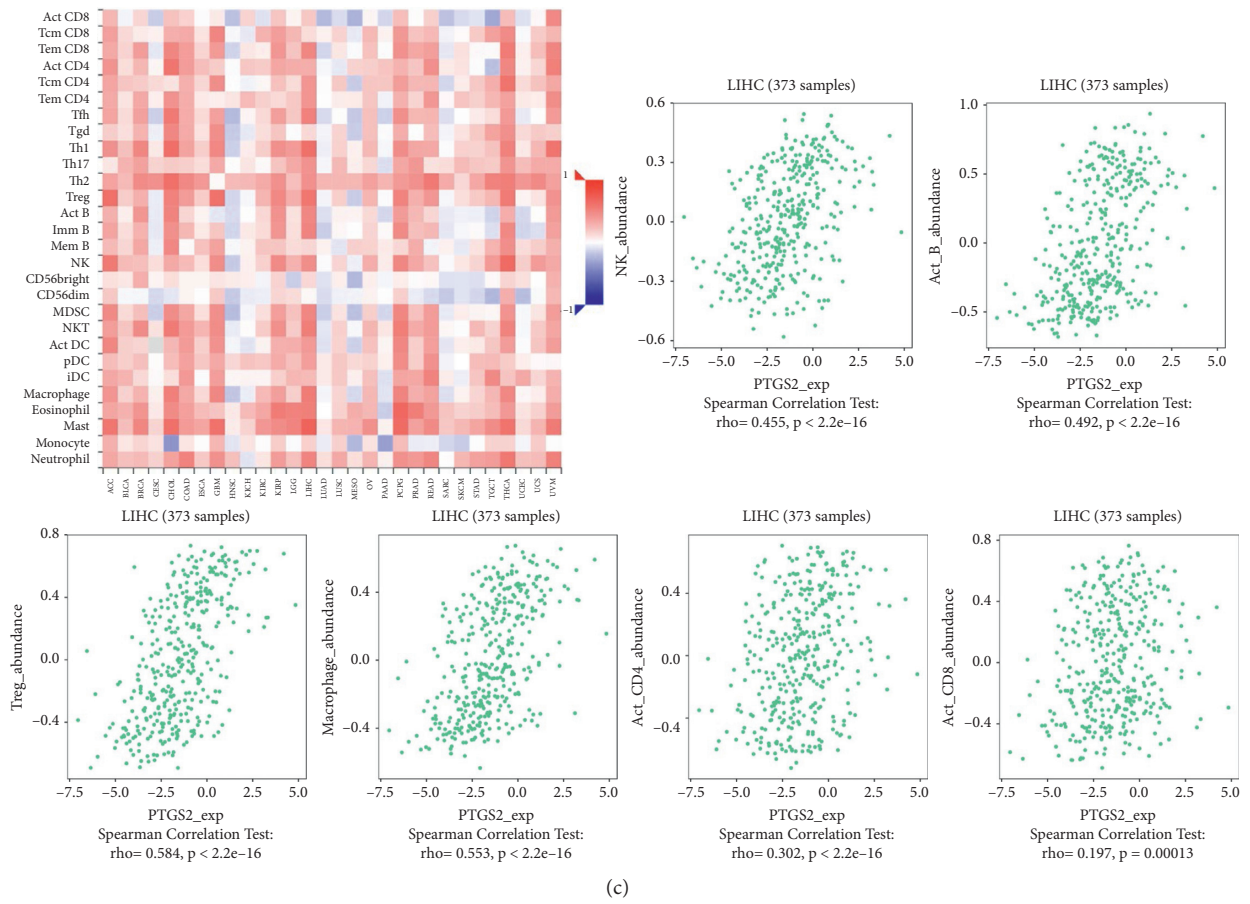 Act CD8
Tcm CD8
Tem CD8
Act CD4
Tcm CD4
Tem CD4
Tfh
Tgd
Th1
Th17
Th2
Treg
Act B
Imm B
Mem B
NK
CD56bright
CD56dim
MDSC
NKT
Act DC
pDC
iDC
Macrophage
Eosinophil
Mast
Monocyte
Neutrophil
ACC BLCA BRCA CESC CHOL COAD ESCA GBM HNSC KICH KIRC KIRP LGG LIHC LUAD LUSC MESO OV PAAD PCPG PRAD READ SARC SKCM STAD TGCT THCA UCEC UCS UVM
1
−1
LIHC (373 samples)
NK_abundance
0.6
0.3
0.0
−0.3
−0.6
−7.5 −5.0 −2.5 0.0 2.5 5.0
PTGS2_exp
Spearman Correlation Test:
rho= 0.455, p < 2.2e−16
LIHC (373 samples)
Act_B_abundance
1.0
0.5
0.0
−0.5
−7.5 −5.0 −2.5 0.0 2.5 5.0
PTGS2_exp
Spearman Correlation Test:
rho= 0.492, p < 2.2e−16
LIHC (373 samples)
Treg_abundance
0.8
0.4
0.0
−0.4
−7.5 −5.0 −2.5 0.0 2.5 5.0
PTGS2_exp
Spearman Correlation Test:
rho= 0.584, p < 2.2e−16
LIHC (373 samples)
Macrophage_abundance
0.4
0.0
−0.4
−7.5 −5.0 −2.5 0.0 2.5 5.0
PTGS2_exp
Spearman Correlation Test:
rho= 0.553, p < 2.2e−16
LIHC (373 samples)
Act_CD4_abundance
0.4
0.0
−0.4
−7.5 −5.0 −2.5 0.0 2.5 5.0
PTGS2_exp
Spearman Correlation Test:
rho= 0.302, p < 2.2e−16
LIHC (373 samples)
Act_CD8_abundance
0.8
0.4
0.0
−0.4
−7.5 −5.0 −2.5 0.0 2.5 5.0
PTGS2_exp
Spearman Correlation Test:
rho= 0.197, p = 0.00013
(c)